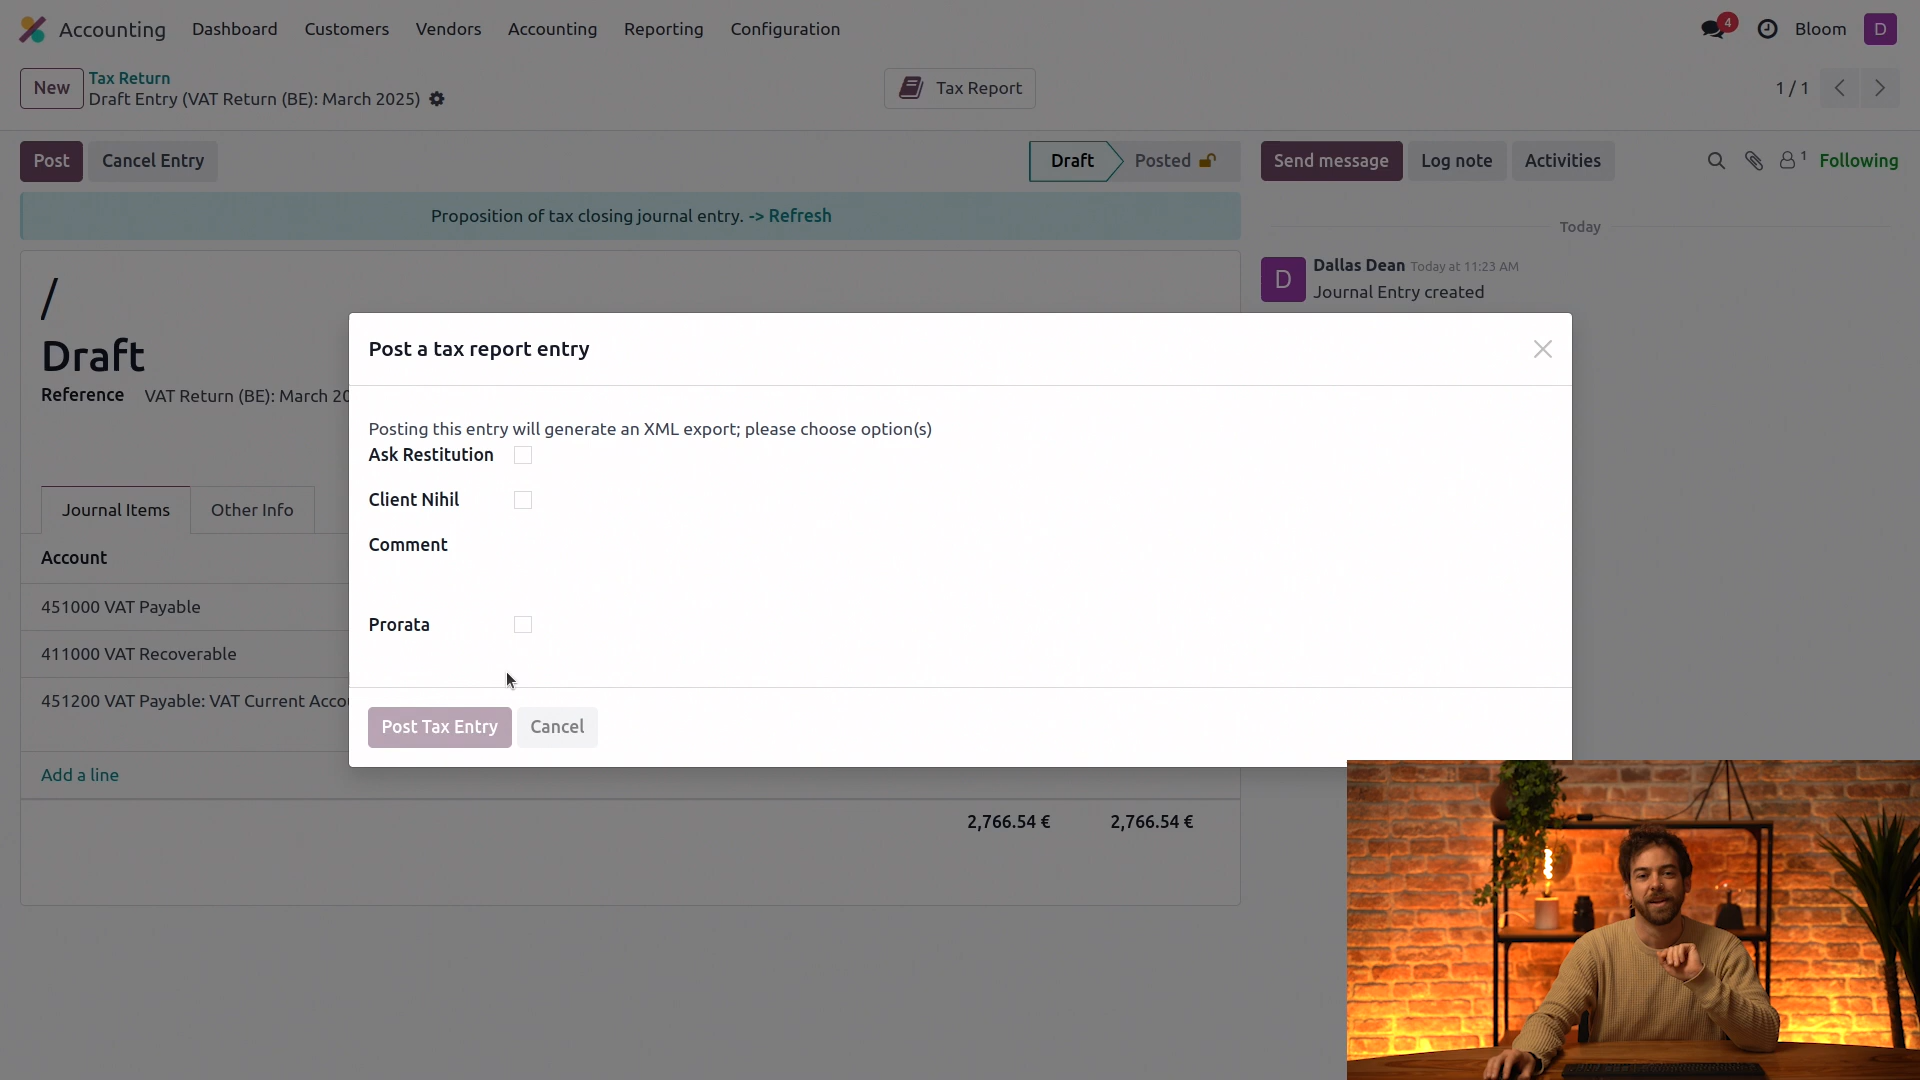 Accounting Dashboard Customers Vendors Accounting Reporting Configuration 4 Bloom D
New Tax Return
Draft Entry (VAT Return (BE): March 2025)
Tax Report
1 / 1
Post Cancel Entry Draft Posted Send message Log note Activities 1 Following
Proposition of tax closing journal entry. -> Refresh
Today
/
D Dallas Dean Today at 11:23 AM
Journal Entry created
Draft
Reference VAT Return (BE): March 20
Post a tax report entry
Posting this entry will generate an XML export; please choose option(s)
Ask Restitution
Client Nihil
Comment
Prorata
Post Tax Entry Cancel
Journal Items Other Info
Account
451000 VAT Payable
411000 VAT Recoverable
451200 VAT Payable: VAT Current Accou
Add a line
2,766.54 € 2,766.54 €